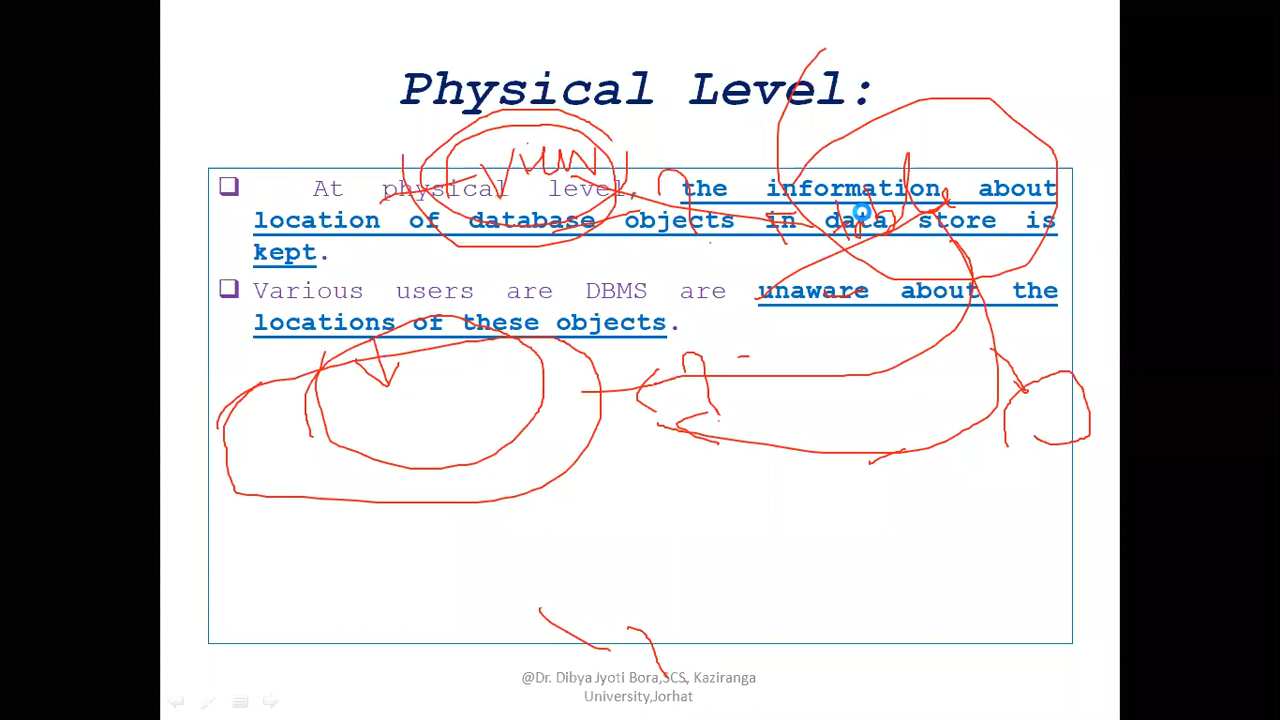 Physical Level:
❑ At physical level, the information about
location of database objects in data store is
kept.
❑ Various users are DBMS are unaware about the
locations of these objects.
@Dr. Dibya Jyoti Bora,SCS, Kaziranga
University,Jorhat